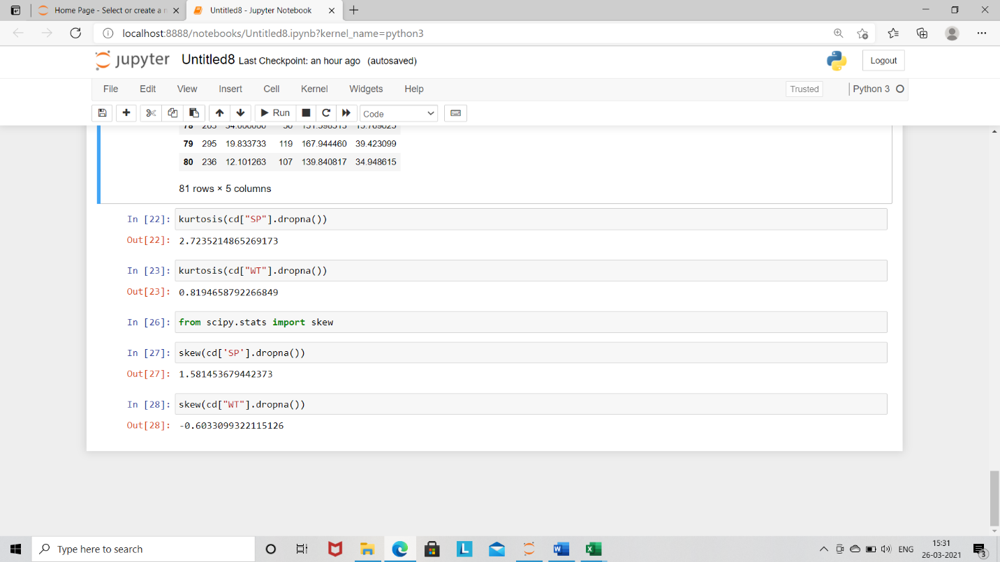 Home Page - Select or create a n
Untitled8 - Jupyter Notebook
localhost:8888/notebooks/Untitled8.ipynb?kernel_name=python3
jupyter Untitled8 Last Checkpoint: an hour ago (autosaved)
Logout
File Edit View Insert Cell Kernel Widgets Help
Trusted
Python 3
Run
Code
79 295 19.833733 119 167.944460 39.423099
80 236 12.101263 107 139.840817 34.948615
81 rows × 5 columns
In [22]: kurtosis(cd["SP"].dropna())
Out[22]: 2.7235214865269173
In [23]: kurtosis(cd["WT"].dropna())
Out[23]: 0.8194658792266849
In [26]: from scipy.stats import skew
In [27]: skew(cd['SP'].dropna())
Out[27]: 1.581453679442373
In [28]: skew(cd["WT"].dropna())
Out[28]: -0.6033099322115126
Type here to search
L
W
X
ENG
15:31
26-03-2021
3